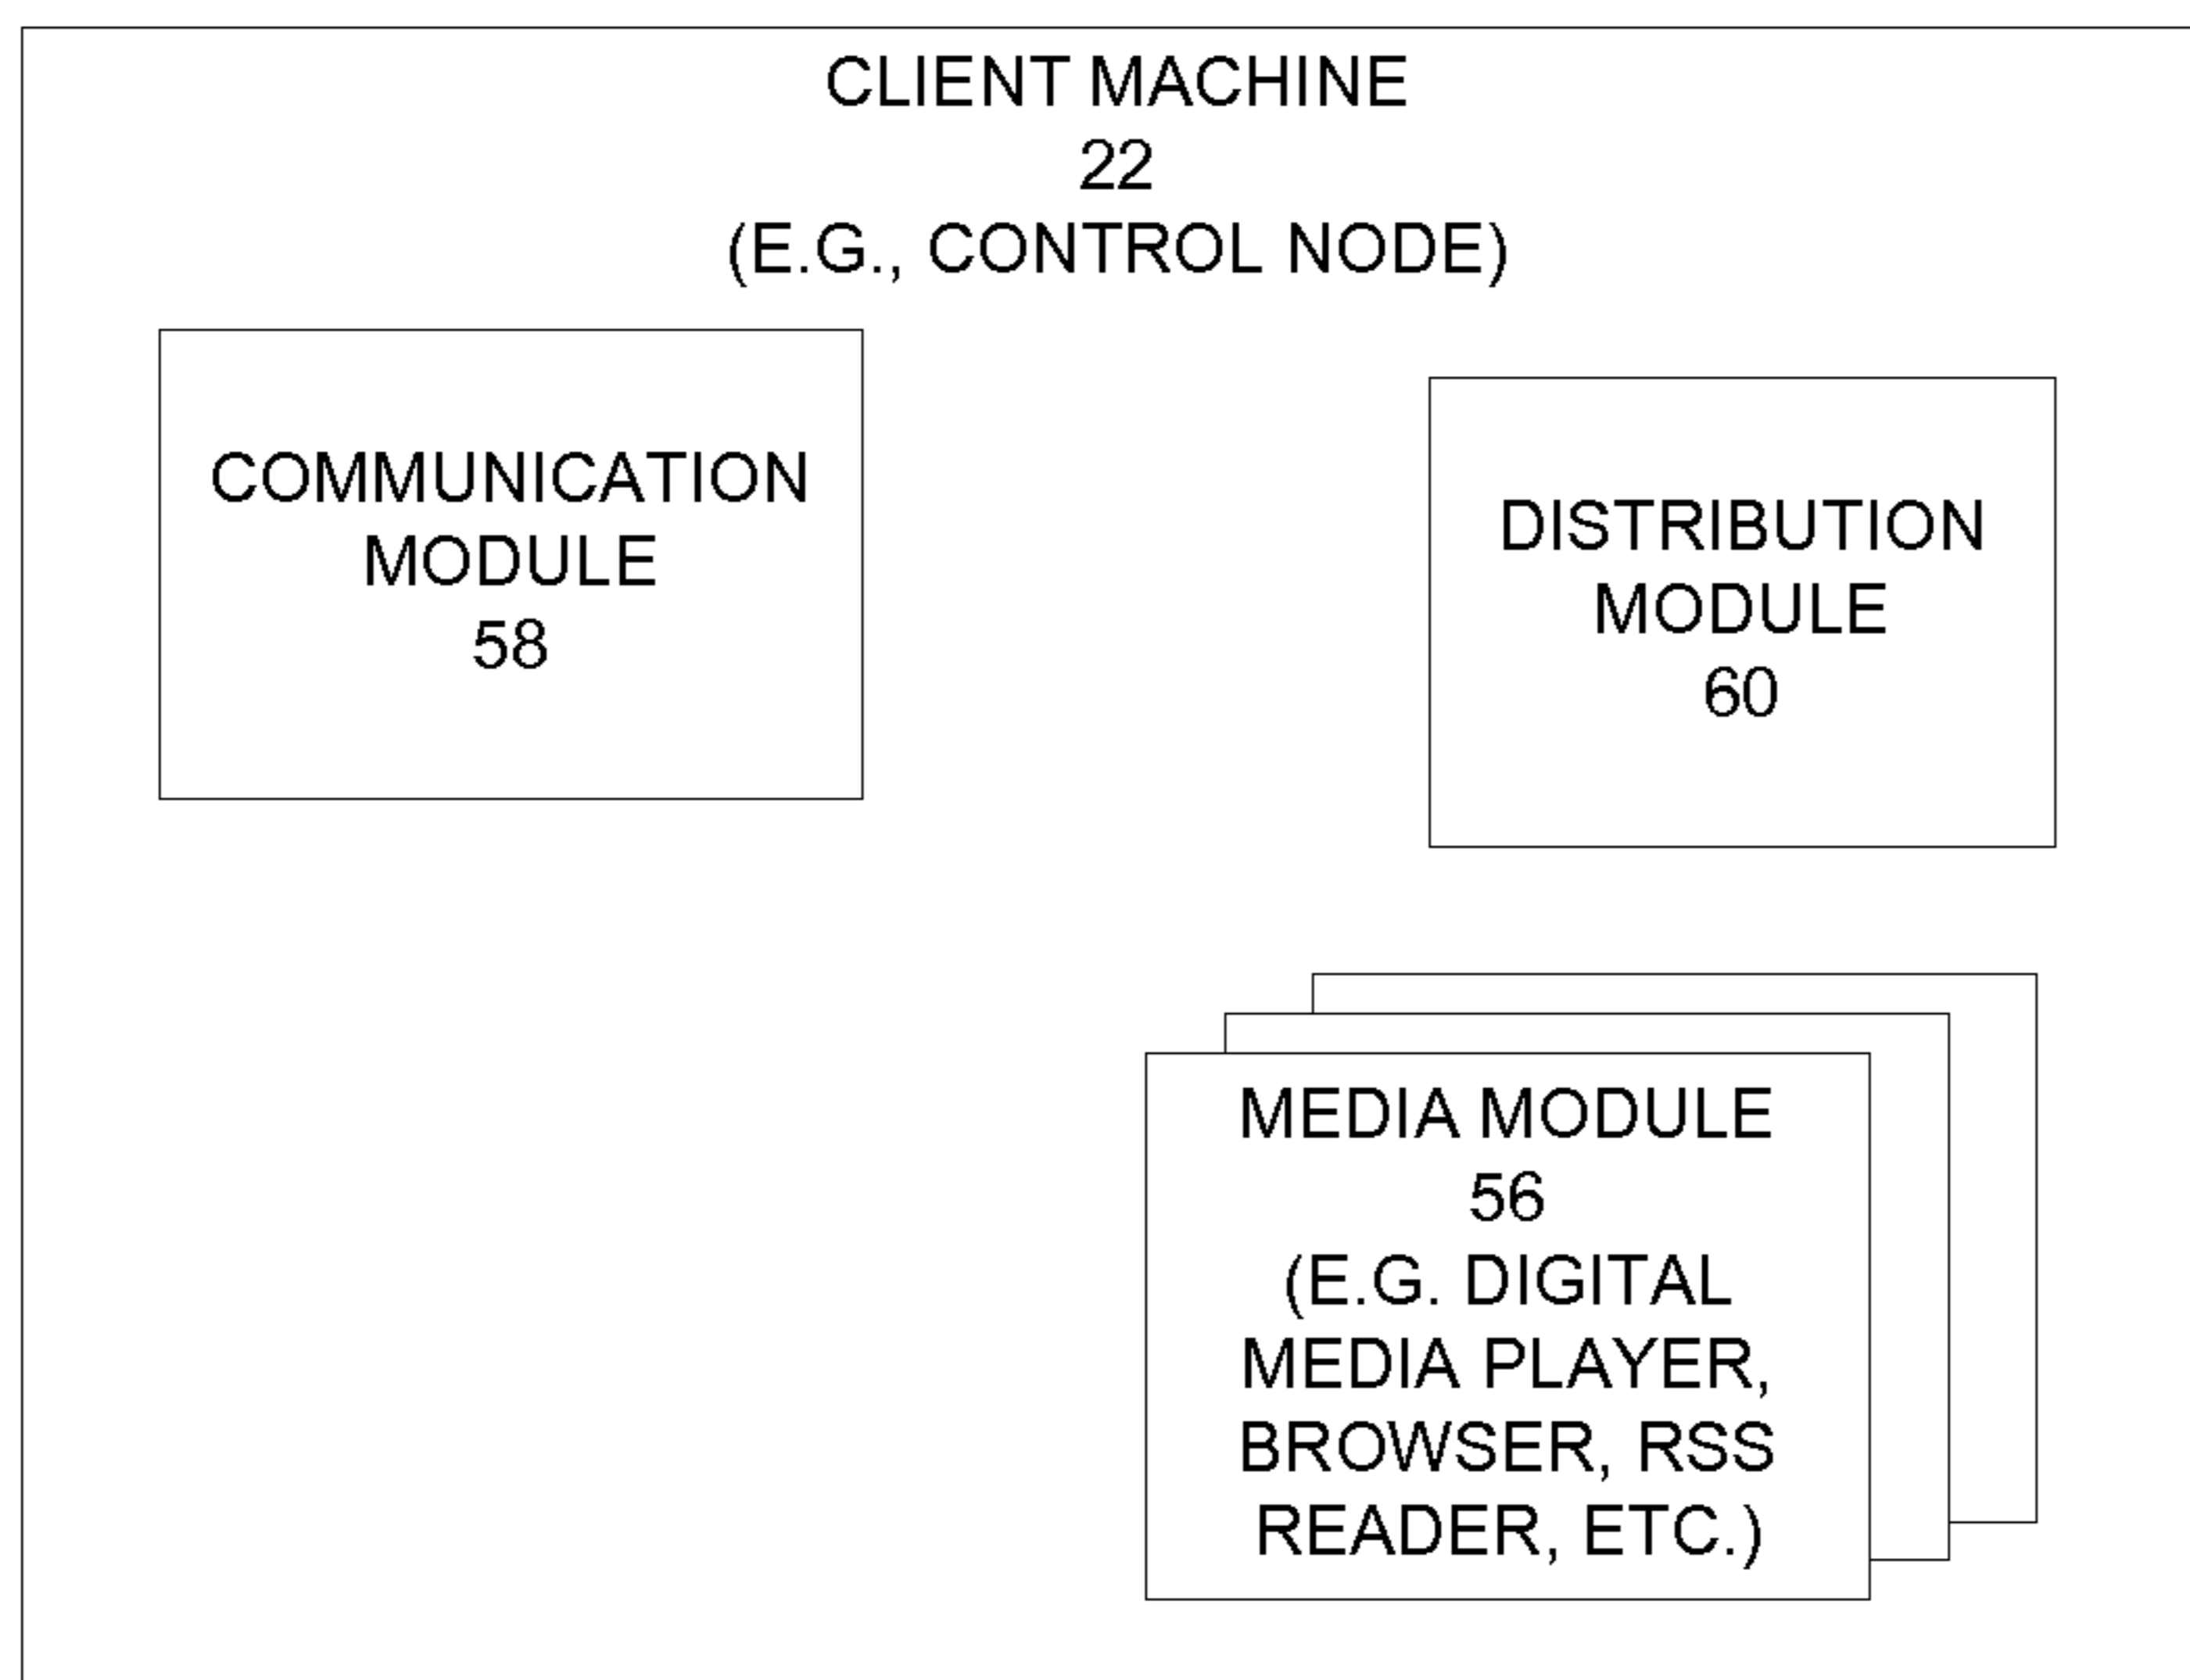 CLIENT MACHINE
22
(E.G., CONTROL NODE)
COMMUNICATION
MODULE
58
DISTRIBUTION
MODULE
60
MEDIA MODULE
56
(E.G. DIGITAL
MEDIA PLAYER,
BROWSER, RSS
READER, ETC.)